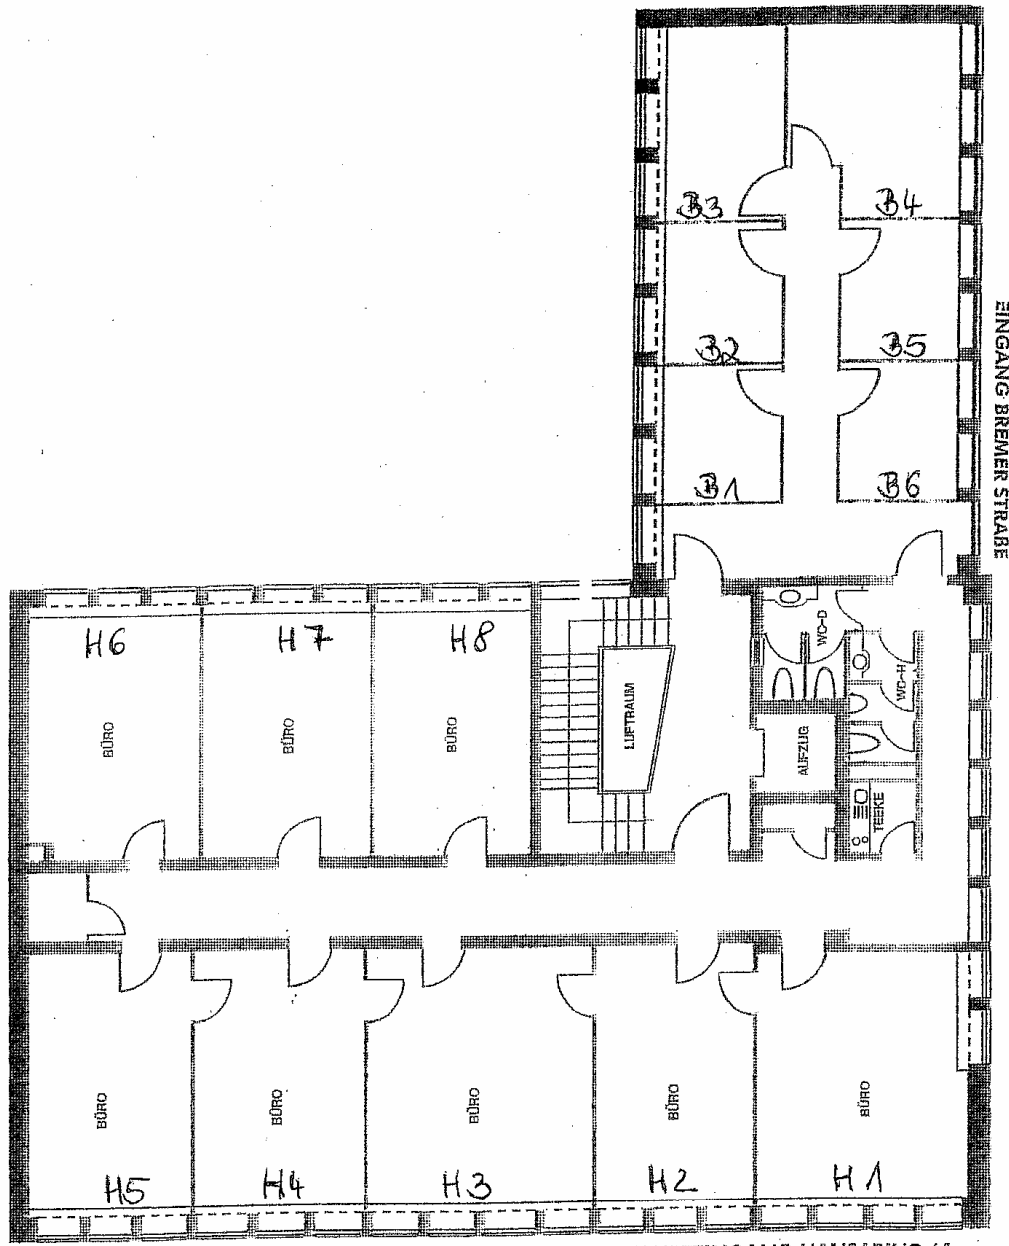 B3
B4
B2
B5
B1
B6
EINGANG BREMER STRAßE
H6
H7
H8
BÜRO
BÜRO
BÜRO
LUFTRAUM
WC-D
WC-H
AUFZUG
TEEKE
BÜRO
BÜRO
BÜRO
BÜRO
BÜRO
H5
H4
H3
H2
H1